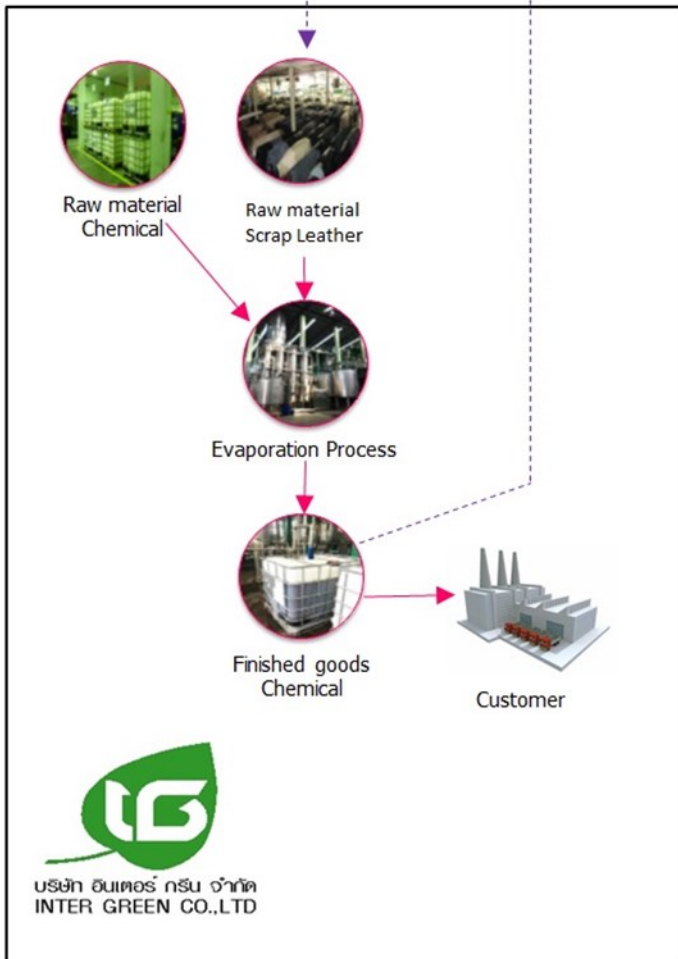 Raw material
Chemical
Raw material
Scrap Leather
Evaporation Process
Finished goods
Chemical
Customer
IG
บริษัท อินเตอร์ กรีน จำกัด
INTER GREEN CO.,LTD